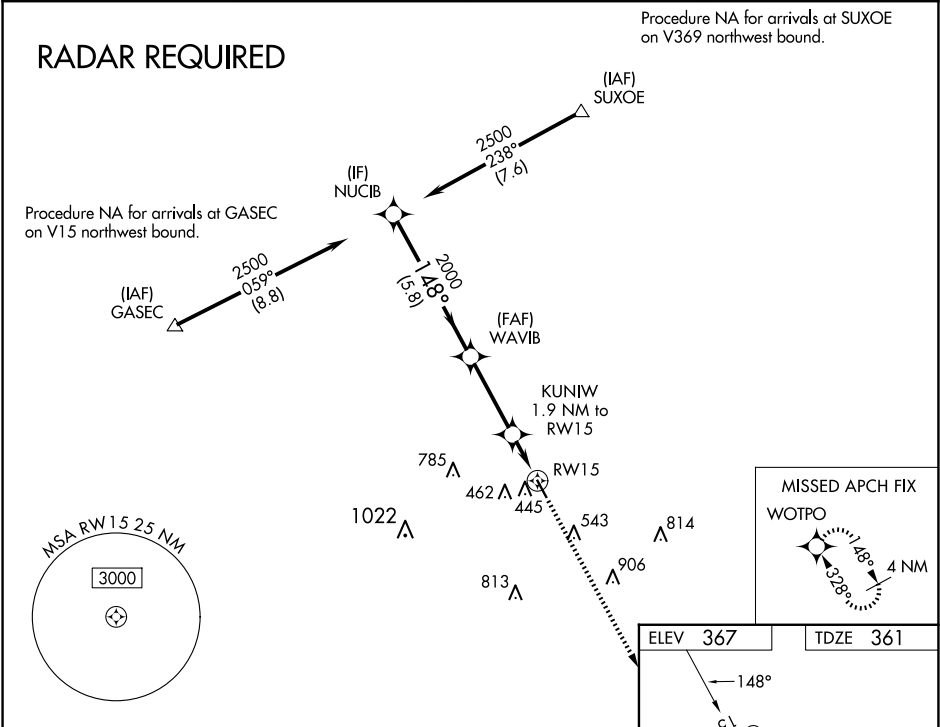 Procedure NA for arrivals at SUXOE
on V369 northwest bound.
RADAR REQUIRED
(IAF)
SUXOE
2500
238°
(7.6)
(IF)
NUCIB
Procedure NA for arrivals at GASEC
on V15 northwest bound.
2500
059°
(8.8)
(IAF)
GASEC
2000
148°
(5.8)
(FAF)
WAVIB
KUNIW
1.9 NM to
RW15
RW15
785
462
445
1022
543
814
906
813
MSA RW15 25 NM
3000
MISSED APCH FIX
WOTPO
148°
328°
4 NM
ELEV 367
TDZE 361
148°
15